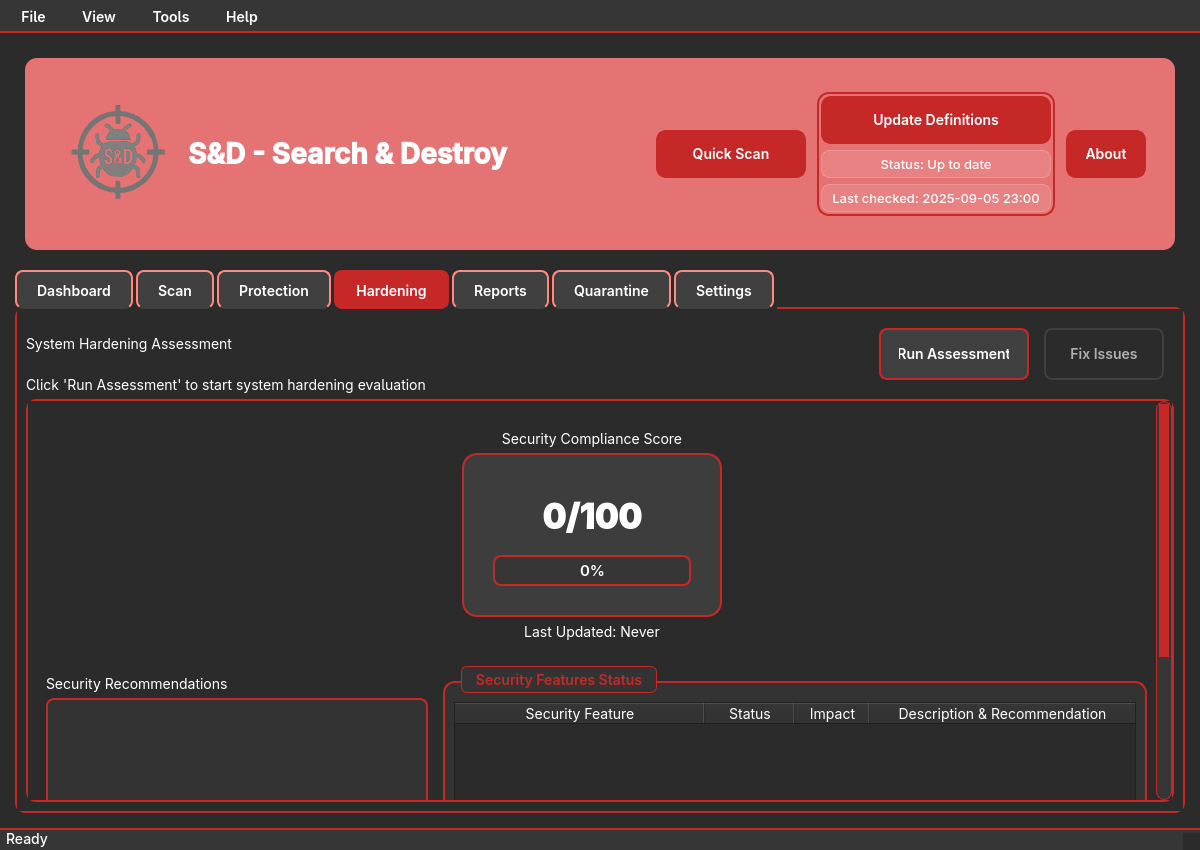 File View Tools Help
S&D
S&D - Search & Destroy
Quick Scan
Update Definitions
Status: Up to date
Last checked: 2025-09-05 23:00
About
Dashboard Scan Protection Hardening Reports Quarantine Settings
System Hardening Assessment
Run Assessment Fix Issues
Click 'Run Assessment' to start system hardening evaluation
Security Compliance Score
0/100
0%
Last Updated: Never
Security Recommendations
Security Features Status
Security Feature Status Impact Description & Recommendation
Ready